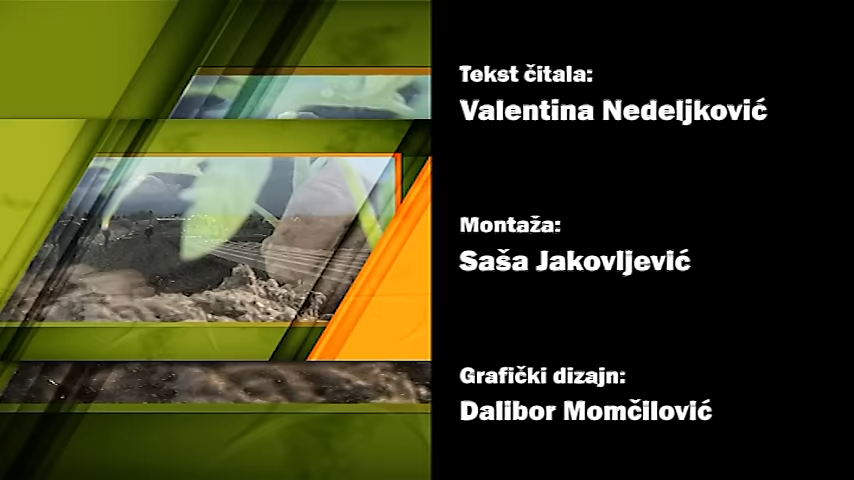 Tekst čitala:
Valentina Nedeljković
Montaža:
Saša Jakovljević
Grafički dizajn:
Dalibor Momčilović